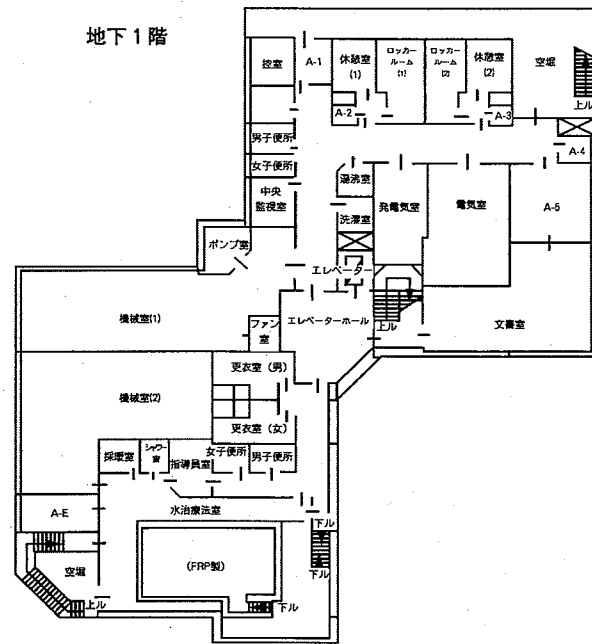 地下1階
控室
A-1
休憩室
(1)
ロッカー
ルーム
(1)
ロッカー
ルーム
(2)
休憩室
(2)
空堀
上ル
A-2
A-3
A-4
男子便所
女子便所
中央
監視室
湯沸室
洗濯室
発電気室
電気室
A-5
ポンプ室
エレベーター
機械室(1)
ファン
室
エレベーターホール
上ル
文書室
更衣室(男)
機械室(2)
更衣室(女)
採暖室
シャワー
室
指導員室
女子便所
男子便所
A-E
水治療法室
下ル
下ル
空堀
(FRP製)
上ル
下ル